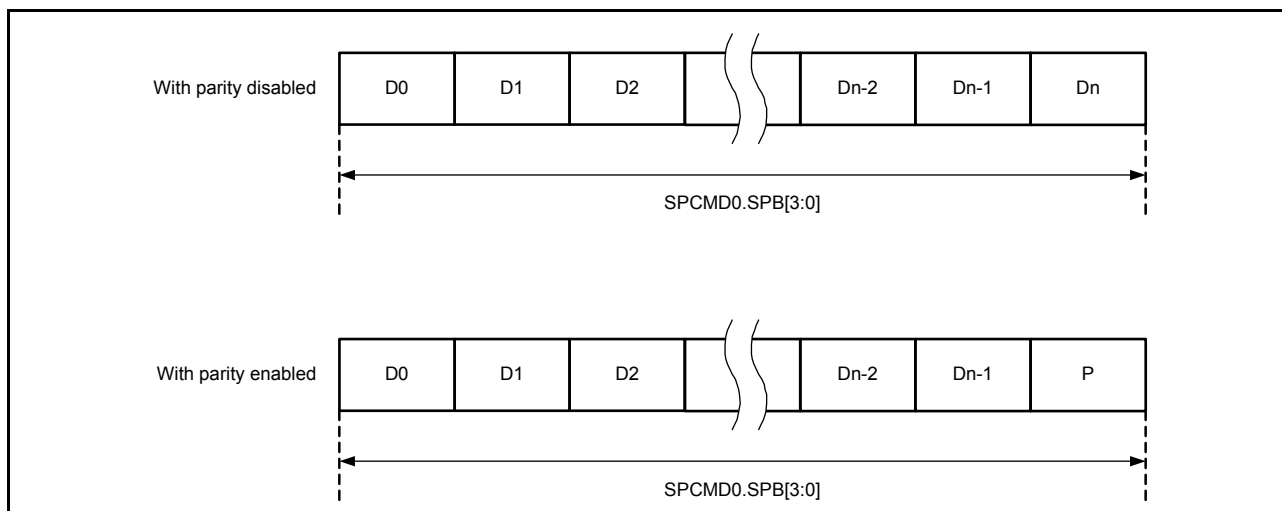 With parity disabled D0 D1 D2 Dn-2 Dn-1 Dn
SPCMD0.SPB[3:0]
With parity enabled D0 D1 D2 Dn-2 Dn-1 P
SPCMD0.SPB[3:0]